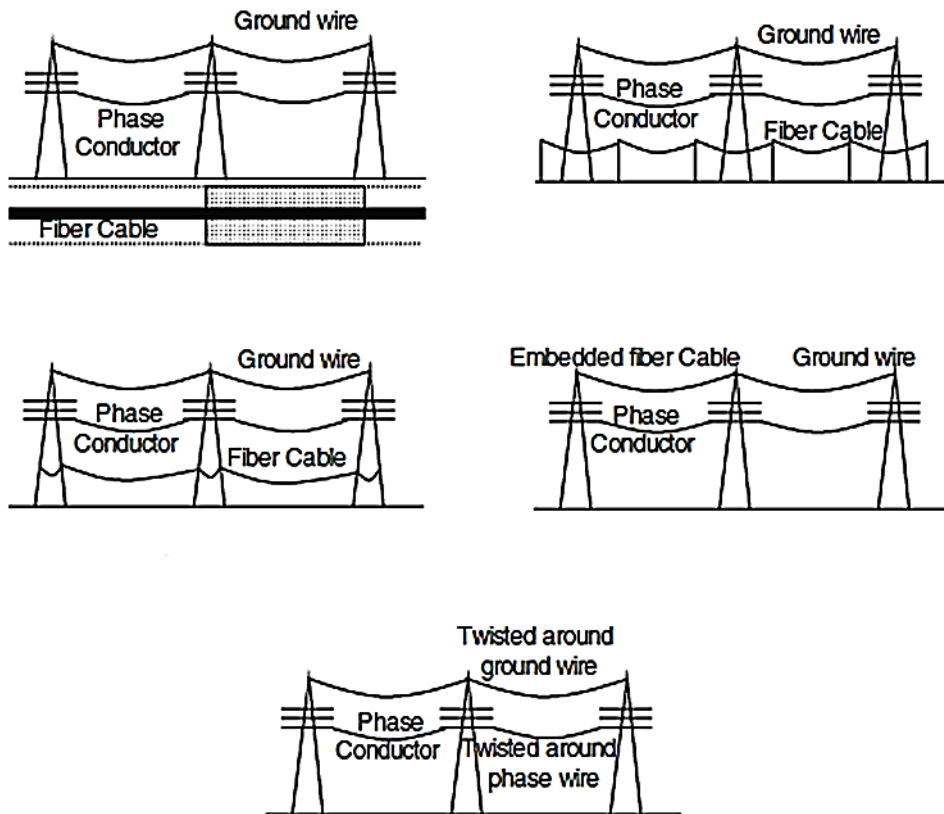 Ground wire
Phase
Conductor
Fiber Cable
Ground wire
Phase
Conductor
Fiber Cable
Ground wire
Phase
Conductor
Fiber Cable
Embedded fiber Cable
Ground wire
Phase
Conductor
Twisted around
ground wire
Phase
Conductor
Twisted around
phase wire